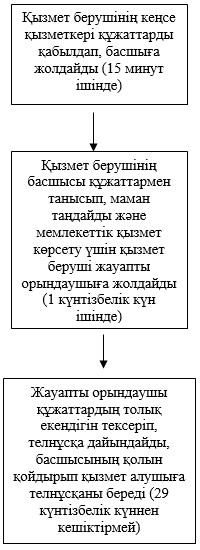 Қызмет берушінің кеңсе
қызметкері құжаттарды
қабылдап, басшыға
жолдайды (15 минут
ішінде)
Қызмет берушінің
басшысы құжаттармен
танысып, маман
таңдайды және
мемлекеттік қызмет
көрсету үшін қызмет
беруші жауапты
орындаушыға жолдайды
(1 күнтізбелік күн
ішінде)
Жауапты орындаушы
құжаттардың толық
екендігін тексеріп,
телнұсқа дайындайды,
басшысының қолын
қойдырып қызмет алушыға
телнұсқаны береді (29
күнтізбелік күннен
кешіктірмей)